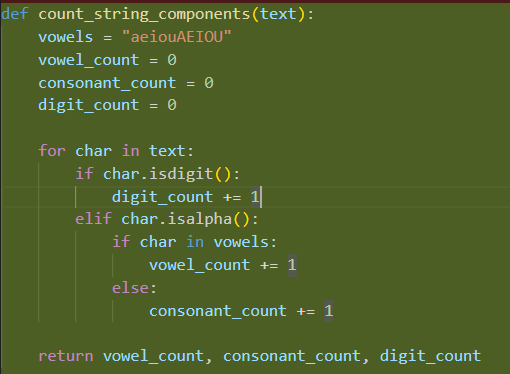 def count_string_components(text):
    vowels = "aeiouAEIOU"
    vowel_count = 0
    consonant_count = 0
    digit_count = 0

    for char in text:
        if char.isdigit():
            digit_count += 1
        elif char.isalpha():
            if char in vowels:
                vowel_count += 1
            else:
                consonant_count += 1

    return vowel_count, consonant_count, digit_count